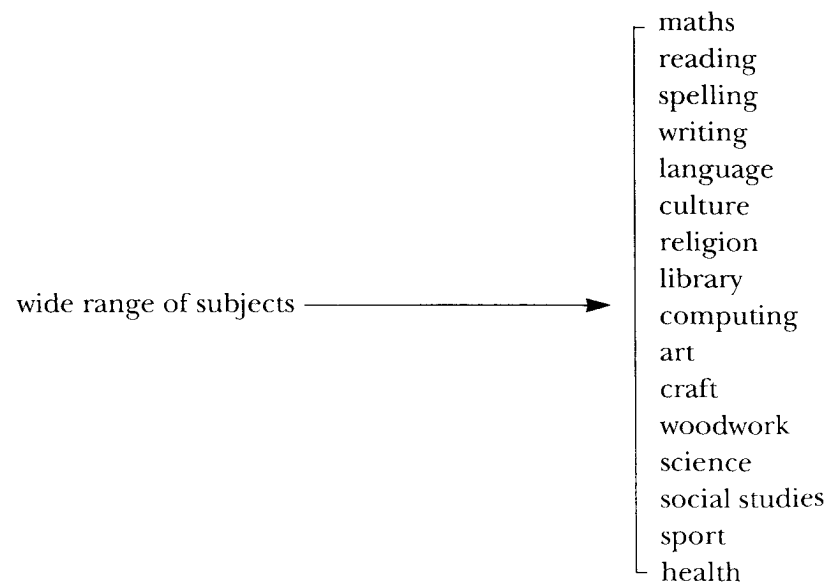 maths
reading
spelling
writing
language
culture
religion
library
wide range of subjects
computing
art
craft
woodwork
science
social studies
sport
health